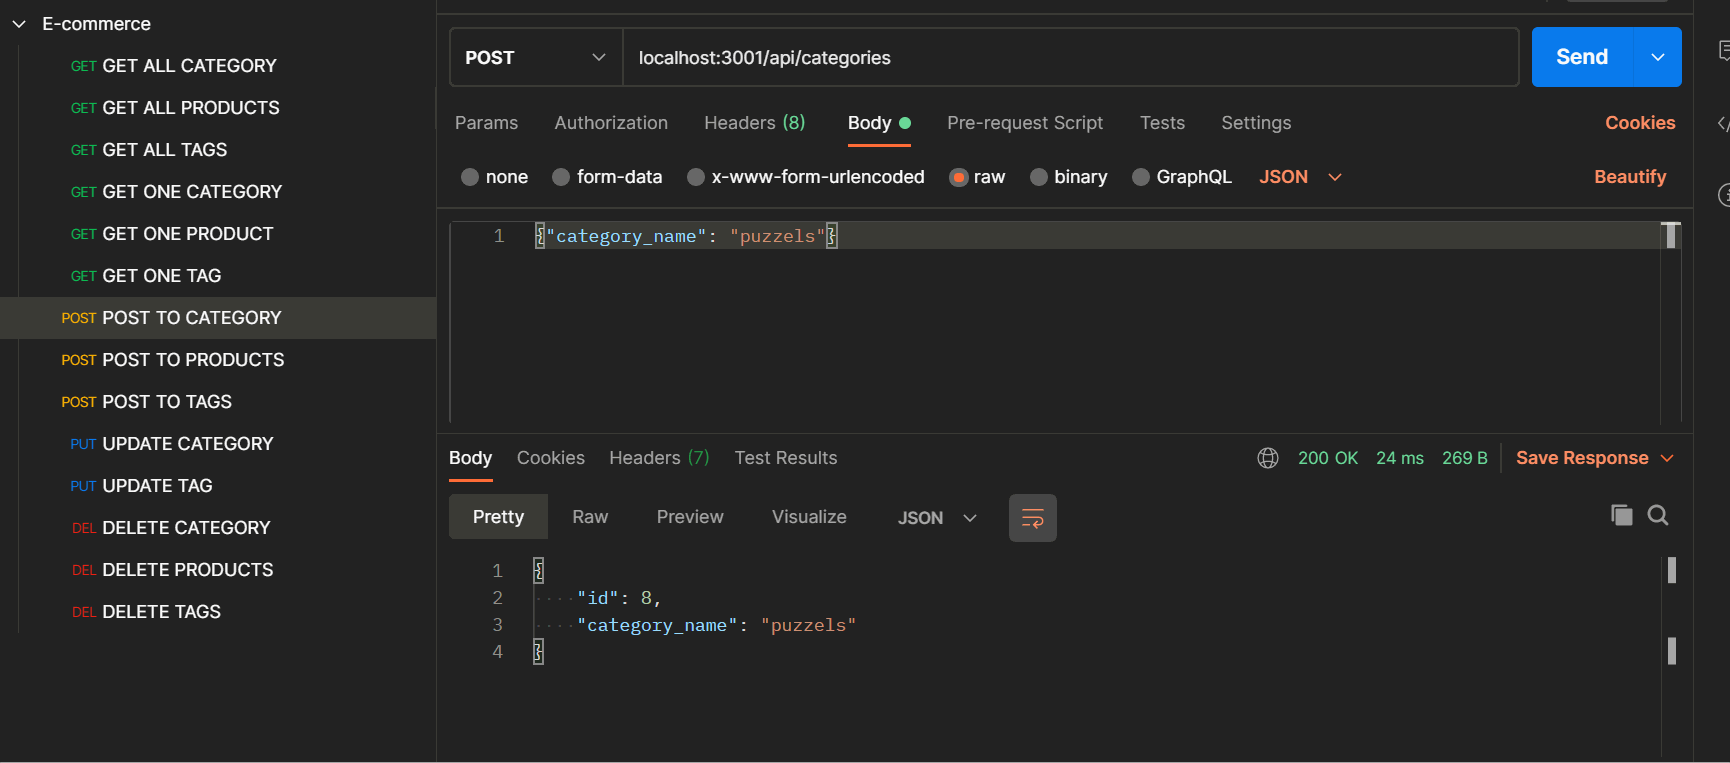 E-commerce
GET GET ALL CATEGORY
GET GET ALL PRODUCTS
GET GET ALL TAGS
GET GET ONE CATEGORY
GET GET ONE PRODUCT
GET GET ONE TAG
POST POST TO CATEGORY
POST POST TO PRODUCTS
POST POST TO TAGS
PUT UPDATE CATEGORY
PUT UPDATE TAG
DEL DELETE CATEGORY
DEL DELETE PRODUCTS
DEL DELETE TAGS
POST localhost:3001/api/categories Send
Params Authorization Headers (8) Body Pre-request Script Tests Settings Cookies
none form-data x-www-form-urlencoded raw binary GraphQL JSON Beautify
1 {"category_name": "puzzels"}
Body Cookies Headers (7) Test Results 200 OK 24 ms 269 B Save Response
Pretty Raw Preview Visualize JSON
1 {
2 "id": 8,
3 "category_name": "puzzels"
4 }